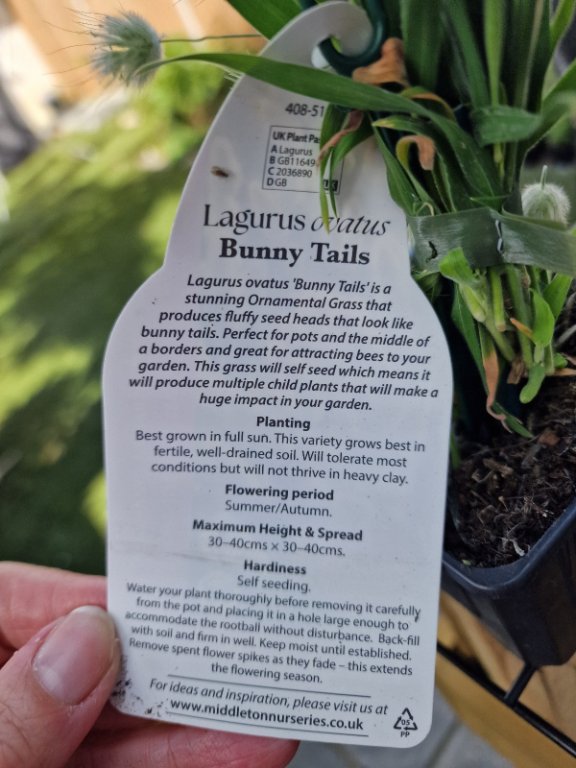 408-51
UK Plant Pa
A Lagurus
B GB11649
C 2036890
D GB
Lagurus ovatus
Bunny Tails
Lagurus ovatus 'Bunny Tails' is a
stunning Ornamental Grass that
produces fluffy seed heads that look like
bunny tails. Perfect for pots and the middle of
a borders and great for attracting bees to your
garden. This grass will self seed which means it
will produce multiple child plants that will make a
huge impact in your garden.
Planting
Best grown in full sun. This variety grows best in
fertile, well-drained soil. Will tolerate most
conditions but will not thrive in heavy clay.
Flowering period
Summer/Autumn.
Maximum Height & Spread
30–40cms × 30–40cms.
Hardiness
Self seeding.
Water your plant thoroughly before removing it carefully
from the pot and placing it in a hole large enough to
accommodate the rootball without disturbance. Back-fill
with soil and firm in well. Keep moist until established.
Remove spent flower spikes as they fade – this extends
the flowering season.
For ideas and inspiration, please visit us at
www.middletonnurseries.co.uk
05
PP